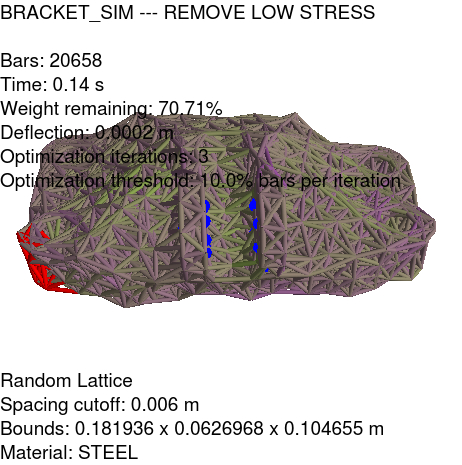 BRACKET_SIM --- REMOVE LOW STRESS
Bars: 20658
Time: 0.14 s
Weight remaining: 70.71%
Deflection: 0.0002 m
Optimization iterations: 3
Optimization threshold: 10.0% bars per iteration
Random Lattice
Spacing cutoff: 0.006 m
Bounds: 0.181936 x 0.0626968 x 0.104655 m
Material: STEEL